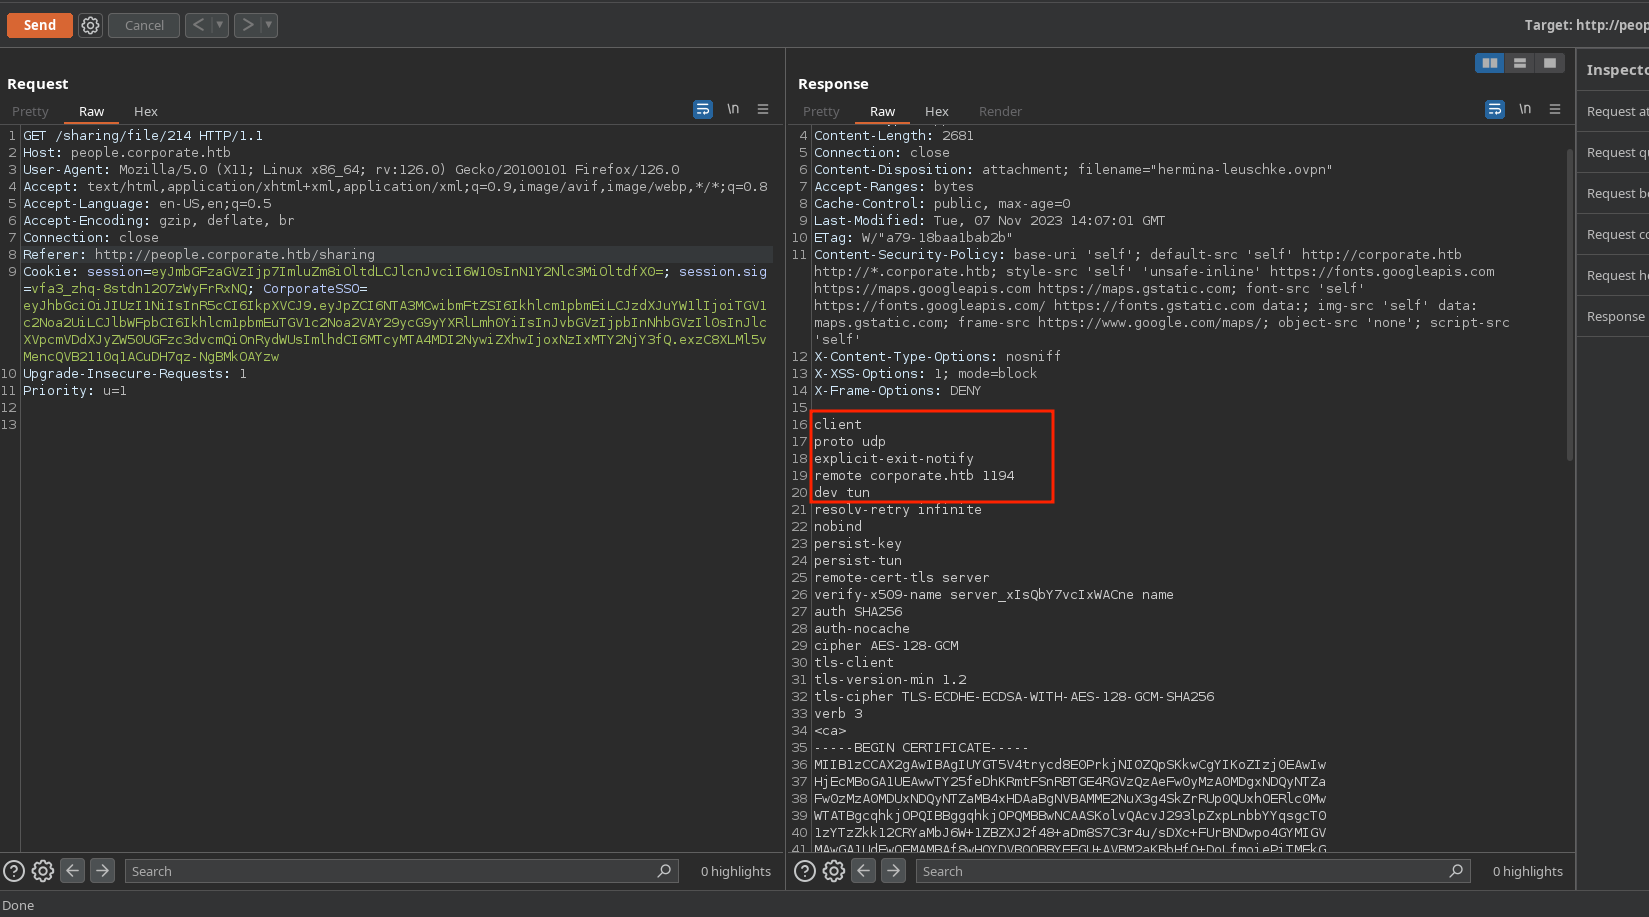 Send
Cancel
<
>
Target: http://peop
Request
Pretty
Raw
Hex
\n
1 GET /sharing/file/214 HTTP/1.1
2 Host: people.corporate.htb
3 User-Agent: Mozilla/5.0 (X11; Linux x86_64; rv:126.0) Gecko/20100101 Firefox/126.0
4 Accept: text/html,application/xhtml+xml,application/xml;q=0.9,image/avif,image/webp,*/*;q=0.8
5 Accept-Language: en-US,en;q=0.5
6 Accept-Encoding: gzip, deflate, br
7 Connection: close
8 Referer: http://people.corporate.htb/sharing
9 Cookie: session=eyJmbGFzaGVzIjp7ImluZm8iOltdLCJlcnJvciI6W10sInN1Y2Nlc3MiOltdfX0=; session.sig
=vfa3_zhq-8stdn12O7zWyFrRxNQ; CorporateSSO=
eyJhbGciOiJIUzI1NiIsInR5cCI6IkpXVCJ9.eyJpZCI6NTA3MCwibmFtZSI6Ikhlcm1pbmEiLCJzdXJuYW1lIjoiTGV1
c2Noa2UiLCJlbWFpbCI6Ikhlcm1pbmEuTGV1c2Noa2VAY29ycG9yYXRlLmh0YiIsInJvbGVzIjpbInNhbGVzIl0sInJlc
XVpcmVDdXJyZW50UGFzc3dvcmQiOnRydWUsImlhdCI6MTcyMTA4MDI2NywiZXhwIjoxNzIxMTY2NjY3fQ.exzC8XLMl5v
MencQVB2110q1ACuDH7qz-NgBMkOAYzw
10 Upgrade-Insecure-Requests: 1
11 Priority: u=1
12
13
Search
0 highlights
Response
Pretty
Raw
Hex
Render
\n
4 Content-Length: 2681
5 Connection: close
6 Content-Disposition: attachment; filename="hermina-leuschke.ovpn"
7 Accept-Ranges: bytes
8 Cache-Control: public, max-age=0
9 Last-Modified: Tue, 07 Nov 2023 14:07:01 GMT
10 ETag: W/"a79-18baa1bab2b"
11 Content-Security-Policy: base-uri 'self'; default-src 'self' http://corporate.htb
http://*.corporate.htb; style-src 'self' 'unsafe-inline' https://fonts.googleapis.com
https://maps.googleapis.com https://maps.gstatic.com; font-src 'self'
https://fonts.googleapis.com/ https://fonts.gstatic.com data:; img-src 'self' data:
maps.gstatic.com; frame-src https://www.google.com/maps/; object-src 'none'; script-src
'self'
12 X-Content-Type-Options: nosniff
13 X-XSS-Options: 1; mode=block
14 X-Frame-Options: DENY
15
16 client
17 proto udp
18 explicit-exit-notify
19 remote corporate.htb 1194
20 dev tun
21 resolv-retry infinite
22 nobind
23 persist-key
24 persist-tun
25 remote-cert-tls server
26 verify-x509-name server_xIsQbY7vcIxWACne name
27 auth SHA256
28 auth-nocache
29 cipher AES-128-GCM
30 tls-client
31 tls-version-min 1.2
32 tls-cipher TLS-ECDHE-ECDSA-WITH-AES-128-GCM-SHA256
33 verb 3
34 <ca>
35 -----BEGIN CERTIFICATE-----
36 MIIB1zCCAX2gAwIBAgIUYGT5V4trycd8E0PrkjNI0ZQpSKkwCgYIKoZIzj0EAwIw
37 HjEcMBoGA1UEAwwTY25feDhKRmtFSnRBTGE4RGVzQzAeFw0yMzA0MDgxNDQyNTZa
38 Fw0zMzA0MDUxNDQyNTZaMB4xHDAaBgNVBAMME2NuX3g4SkZrRUp0QUxhOERlc0Mw
39 WTATBgcqhkjOPQIBBggqhkjOPQMBBwNCAASKolvQAcvJ293lpZxpLnbbYYqsgcT0
40 1zYTzZkk12CRYaMbJ6W+1ZBZXJ2f48+aDm8S7C3r4u/sDXc+FUrBNDwpo4GYMIGV
41
Search
0 highlights
Inspecto
Request at
Request qu
Request bo
Request co
Request he
Response
Done